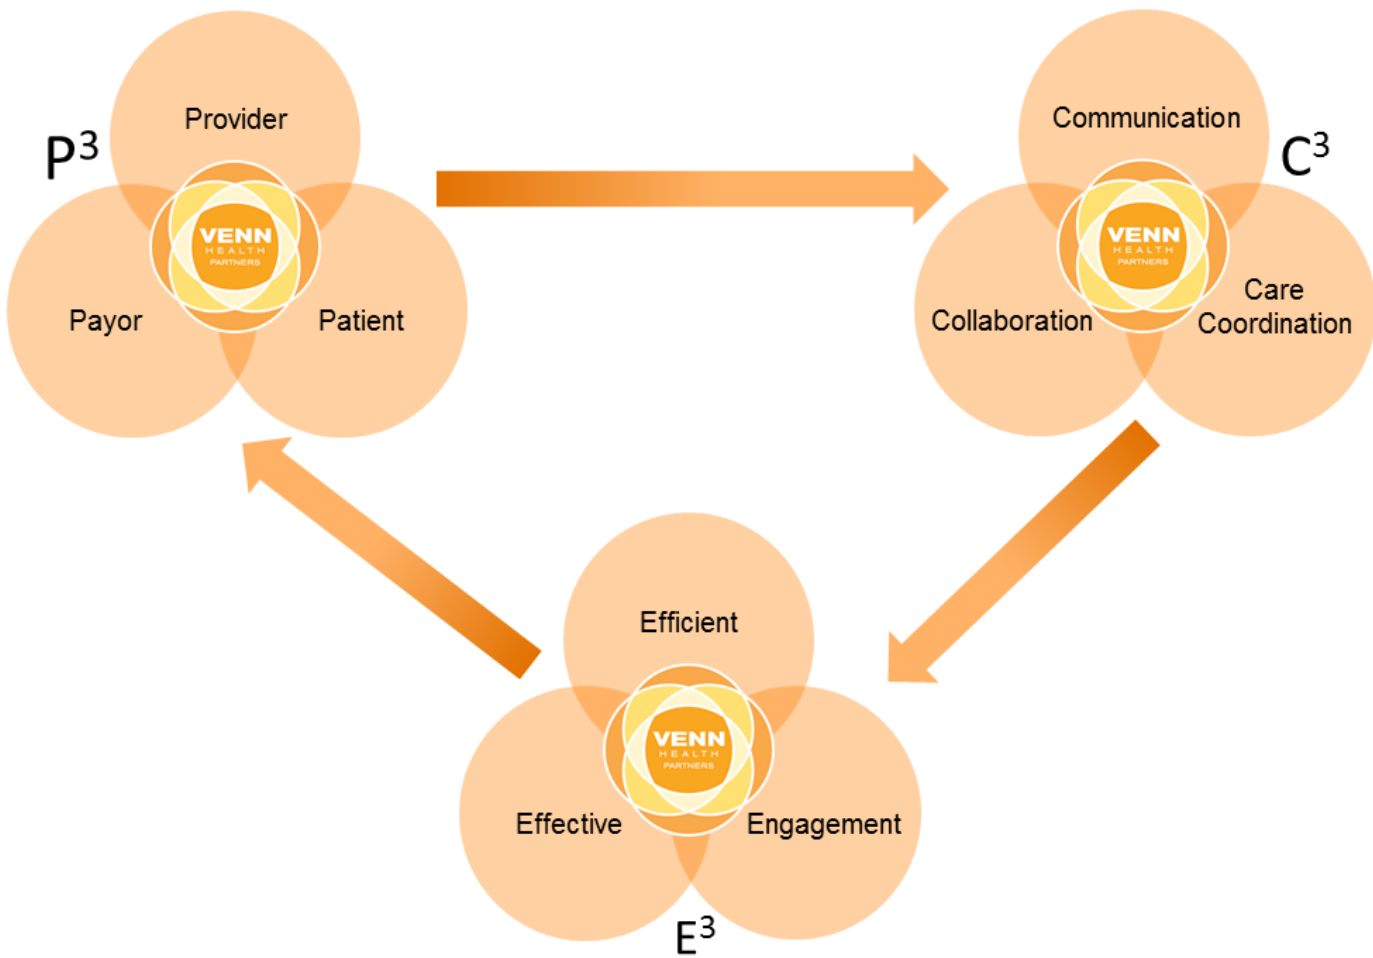 P³
Provider
VENN
HEALTH
PARTNERS
Payor
Patient
Communication
C³
VENN
HEALTH
PARTNERS
Collaboration
Care
Coordination
Efficient
VENN
HEALTH
PARTNERS
Effective
Engagement
E³